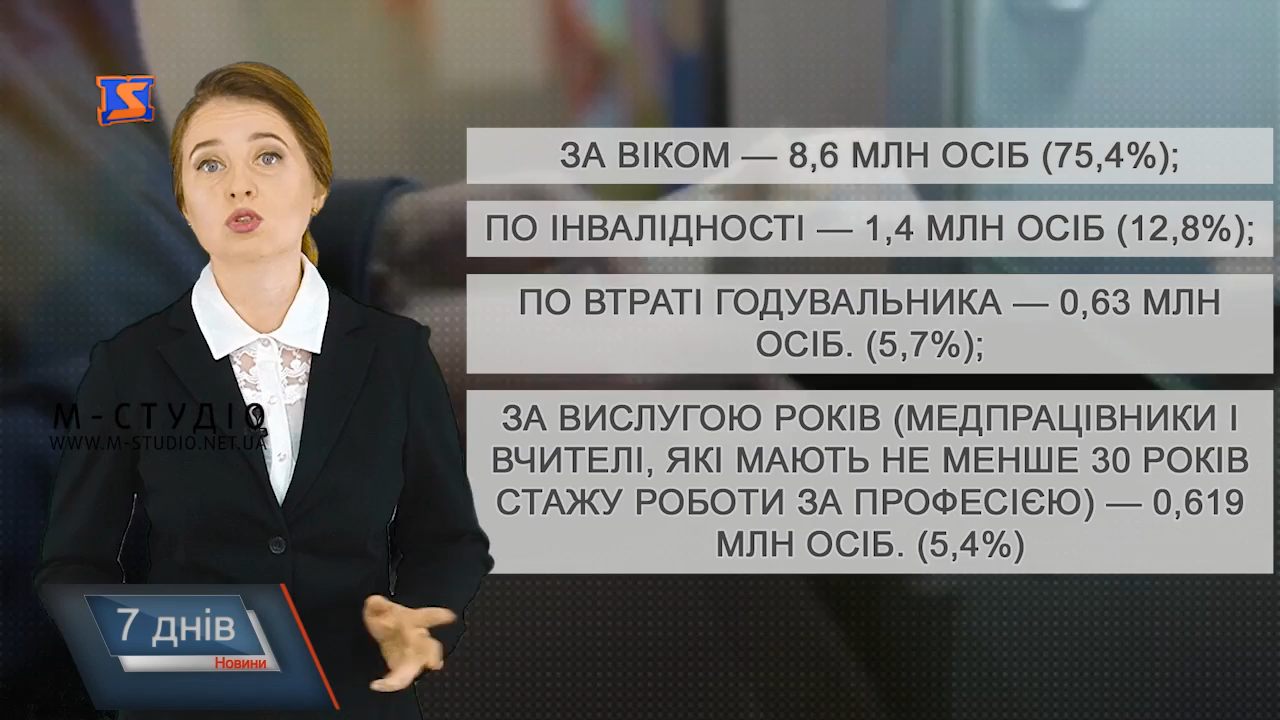 S
ЗА ВІКОМ — 8,6 МЛН ОСІБ (75,4%);
ПО ІНВАЛІДНОСТІ — 1,4 МЛН ОСІБ (12,8%);
ПО ВТРАТІ ГОДУВАЛЬНИКА — 0,63 МЛН
ОСІБ. (5,7%);
ЗА ВИСЛУГОЮ РОКІВ (МЕДПРАЦІВНИКИ І
ВЧИТЕЛІ, ЯКІ МАЮТЬ НЕ МЕНШЕ 30 РОКІВ
СТАЖУ РОБОТИ ЗА ПРОФЕСІЄЮ) — 0,619
МЛН ОСІБ. (5,4%)
М-СТУДІО
WWW.M-STUDIO.NET.UA
7 днів
Новини